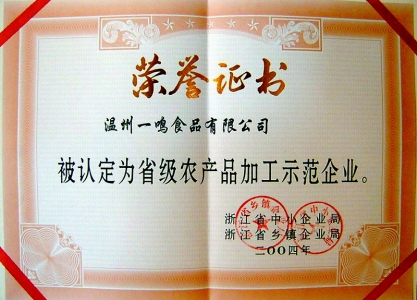 荣誉证书
温州一鸣食品有限公司
被认定为省级农产品加工示范企业。
浙江省中小企业局
浙江省乡镇企业局
二〇〇四年